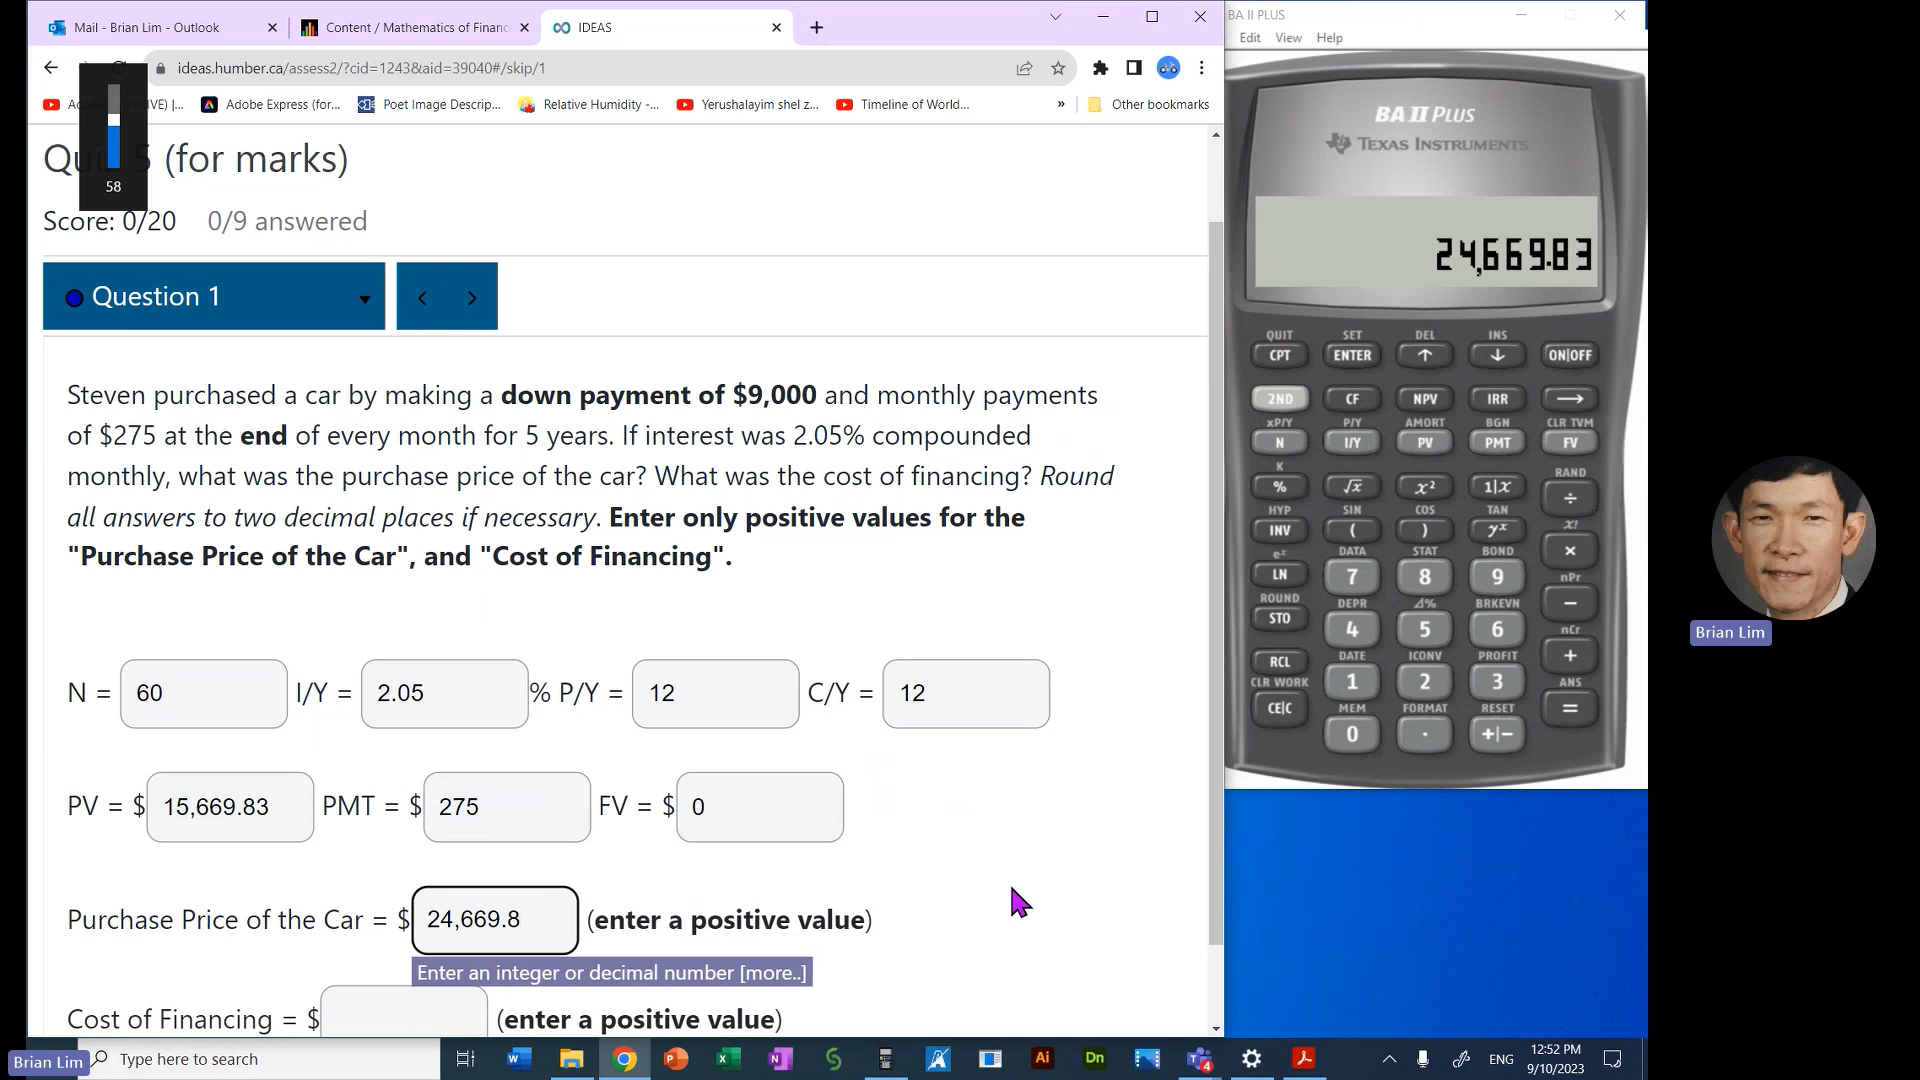 Mail - Brian Lim - Outlook
Content / Mathematics of Financ
IDEAS
BA II PLUS
Edit View Help
ideas.humber.ca/assess2/?cid=1243&aid=39040#/skip/1
Adobe Express (for...
Poet Image Descrip...
Relative Humidity -...
Yerushalayim shel z...
Timeline of World...
»
Other bookmarks
58
(for marks)
Score: 0/20 0/9 answered
Question 1
< >
Steven purchased a car by making a down payment of $9,000 and monthly payments
of $275 at the end of every month for 5 years. If interest was 2.05% compounded
monthly, what was the purchase price of the car? What was the cost of financing? Round
all answers to two decimal places if necessary. Enter only positive values for the
"Purchase Price of the Car", and "Cost of Financing".
N = 60 I/Y = 2.05 % P/Y = 12 C/Y = 12
PV = $ 15,669.83 PMT = $ 275 FV = $ 0
Purchase Price of the Car = $ 24,669.8 (enter a positive value)
Enter an integer or decimal number [more..]
Cost of Financing = $ (enter a positive value)
BA II PLUS
TEXAS INSTRUMENTS
24,669.83
QUIT SET DEL INS
CPT ENTER ↑ ↓ ON|OFF
2ND CF NPV IRR →
xP/Y P/Y AMORT BGN CLR TVM
N I/Y PV PMT FV
K RAND
% √x x² 1|x ÷
HYP SIN COS TAN x!
INV ( ) yˣ ×
eˣ DATA STAT BOND nPr
LN 7 8 9 −
ROUND DEPR Δ% BRKEVN nCr
STO 4 5 6 +
DATE ICONV PROFIT
RCL 1 2 3
CLR WORK MEM FORMAT RESET ANS
CE|C 0 . +|− =
Brian Lim
Brian Lim
Type here to search
Ai
Dn
4
ENG
12:52 PM
9/10/2023